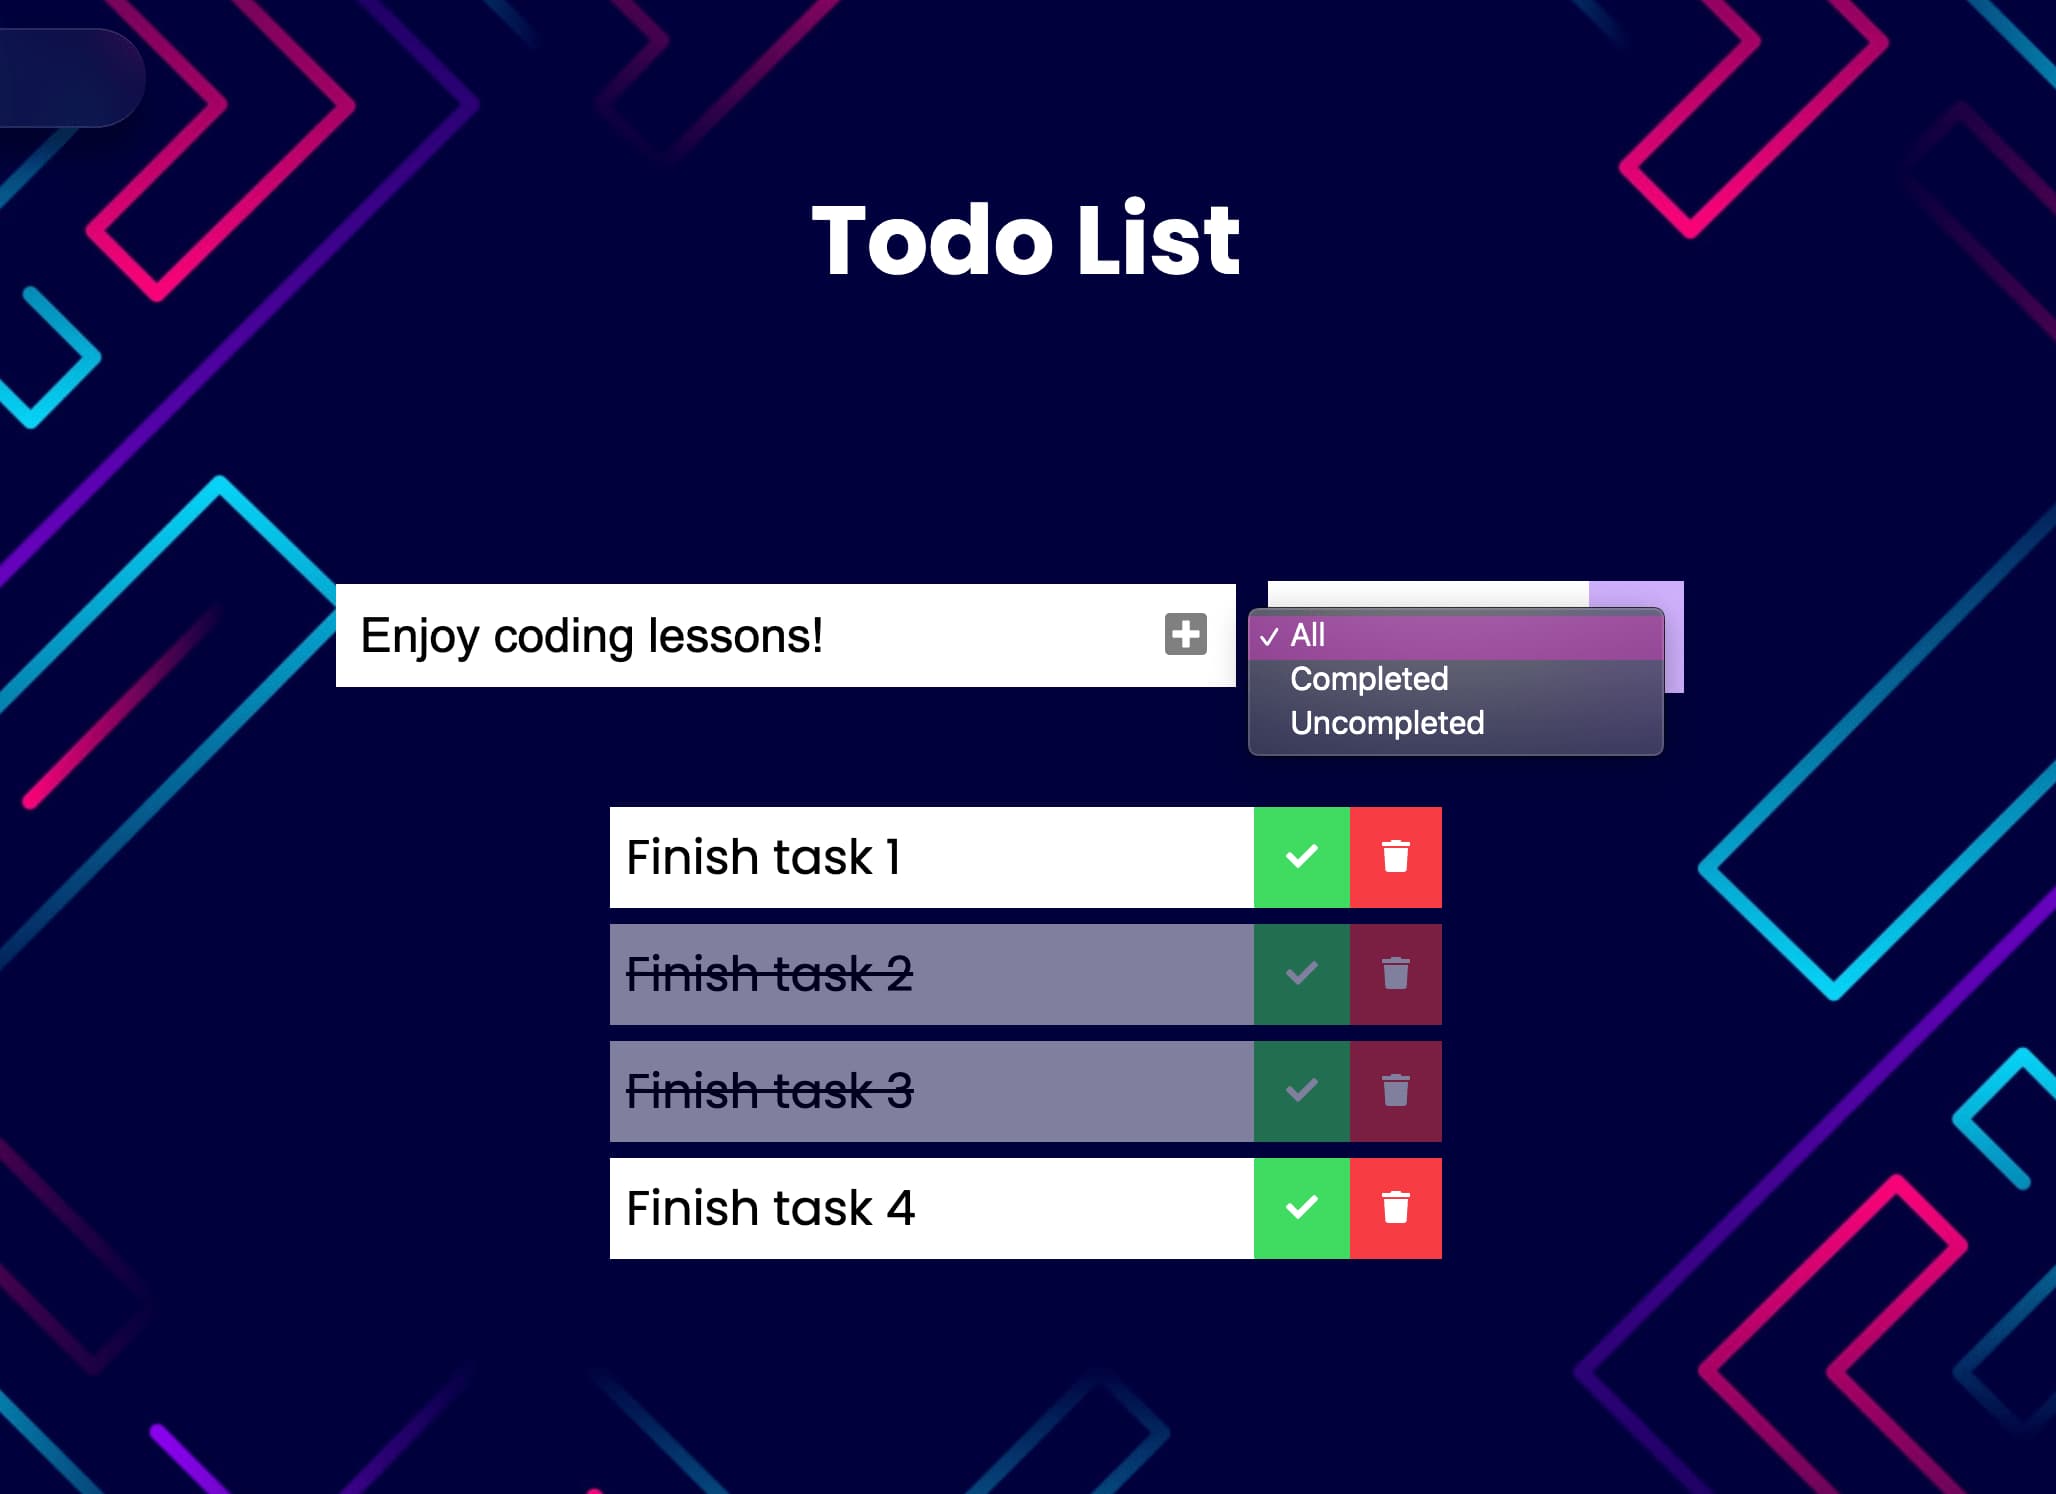 Todo List
Enjoy coding lessons!
All
Completed
Uncompleted
Finish task 1
Finish task 2
Finish task 3
Finish task 4